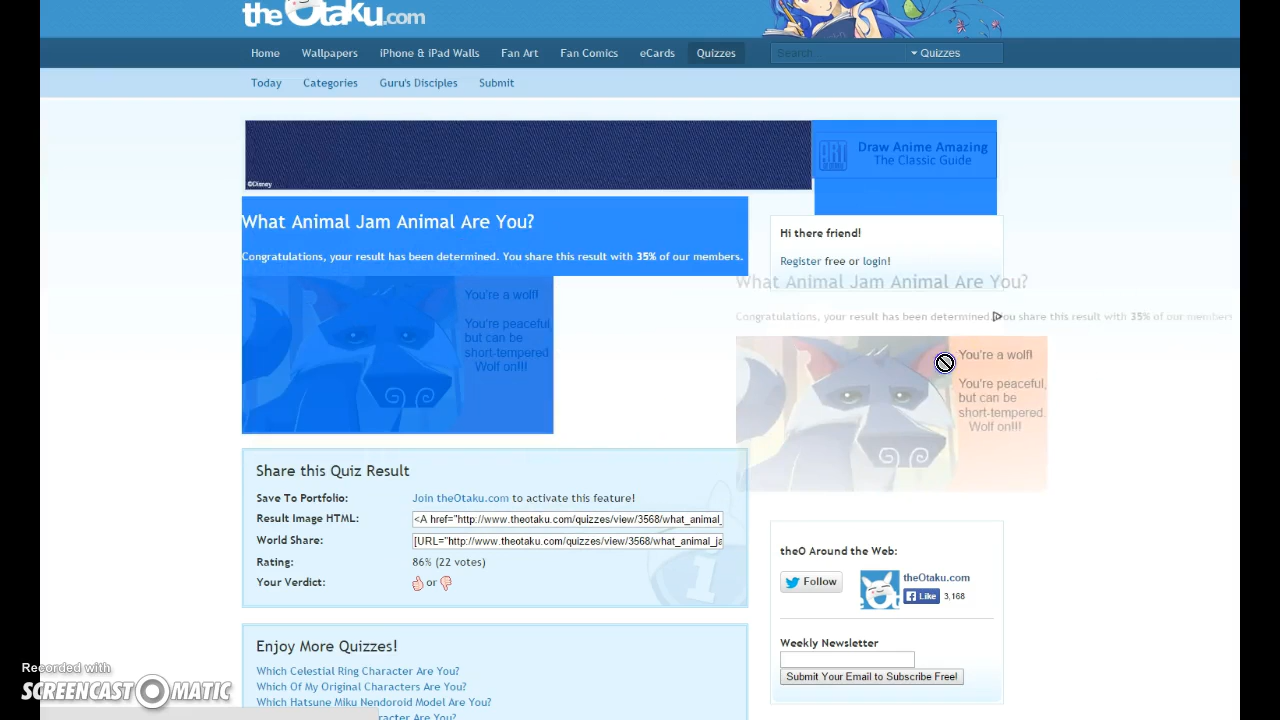 theOtaku.com
Home Wallpapers iPhone & iPad Walls Fan Art Fan Comics eCards Quizzes Search Quizzes
Today Categories Guru's Disciples Submit
©Disney
ART
Draw Anime Amazing
The Classic Guide
What Animal Jam Animal Are You?
Congratulations, your result has been determined. You share this result with 35% of our members.
You're a wolf!
You're peaceful
but can be
short-tempered
Wolf on!!!
Hi there friend!
Register free or login!
What Animal Jam Animal Are You?
Congratulations, your result has been determined. You share this result with 35% of our members
You're a wolf!
You're peaceful,
but can be
short-tempered.
Wolf on!!!
Share this Quiz Result
Save To Portfolio: Join theOtaku.com to activate this feature!
Result Image HTML: <A href="http://www.theotaku.com/quizzes/view/3568/what_animal_
World Share: [URL="http://www.theotaku.com/quizzes/view/3568/what_animal_ja
Rating: 86% (22 votes)
Your Verdict: or
1
Enjoy More Quizzes!
Which Celestial Ring Character Are You?
Which Of My Original Characters Are You?
Which Hatsune Miku Nendoroid Model Are You?
character Are You?
theO Around the Web:
Follow
theOtaku.com
Like 3,168
Weekly Newsletter
Submit Your Email to Subscribe Free!
Recorded with
SCREENCAST-O-MATIC